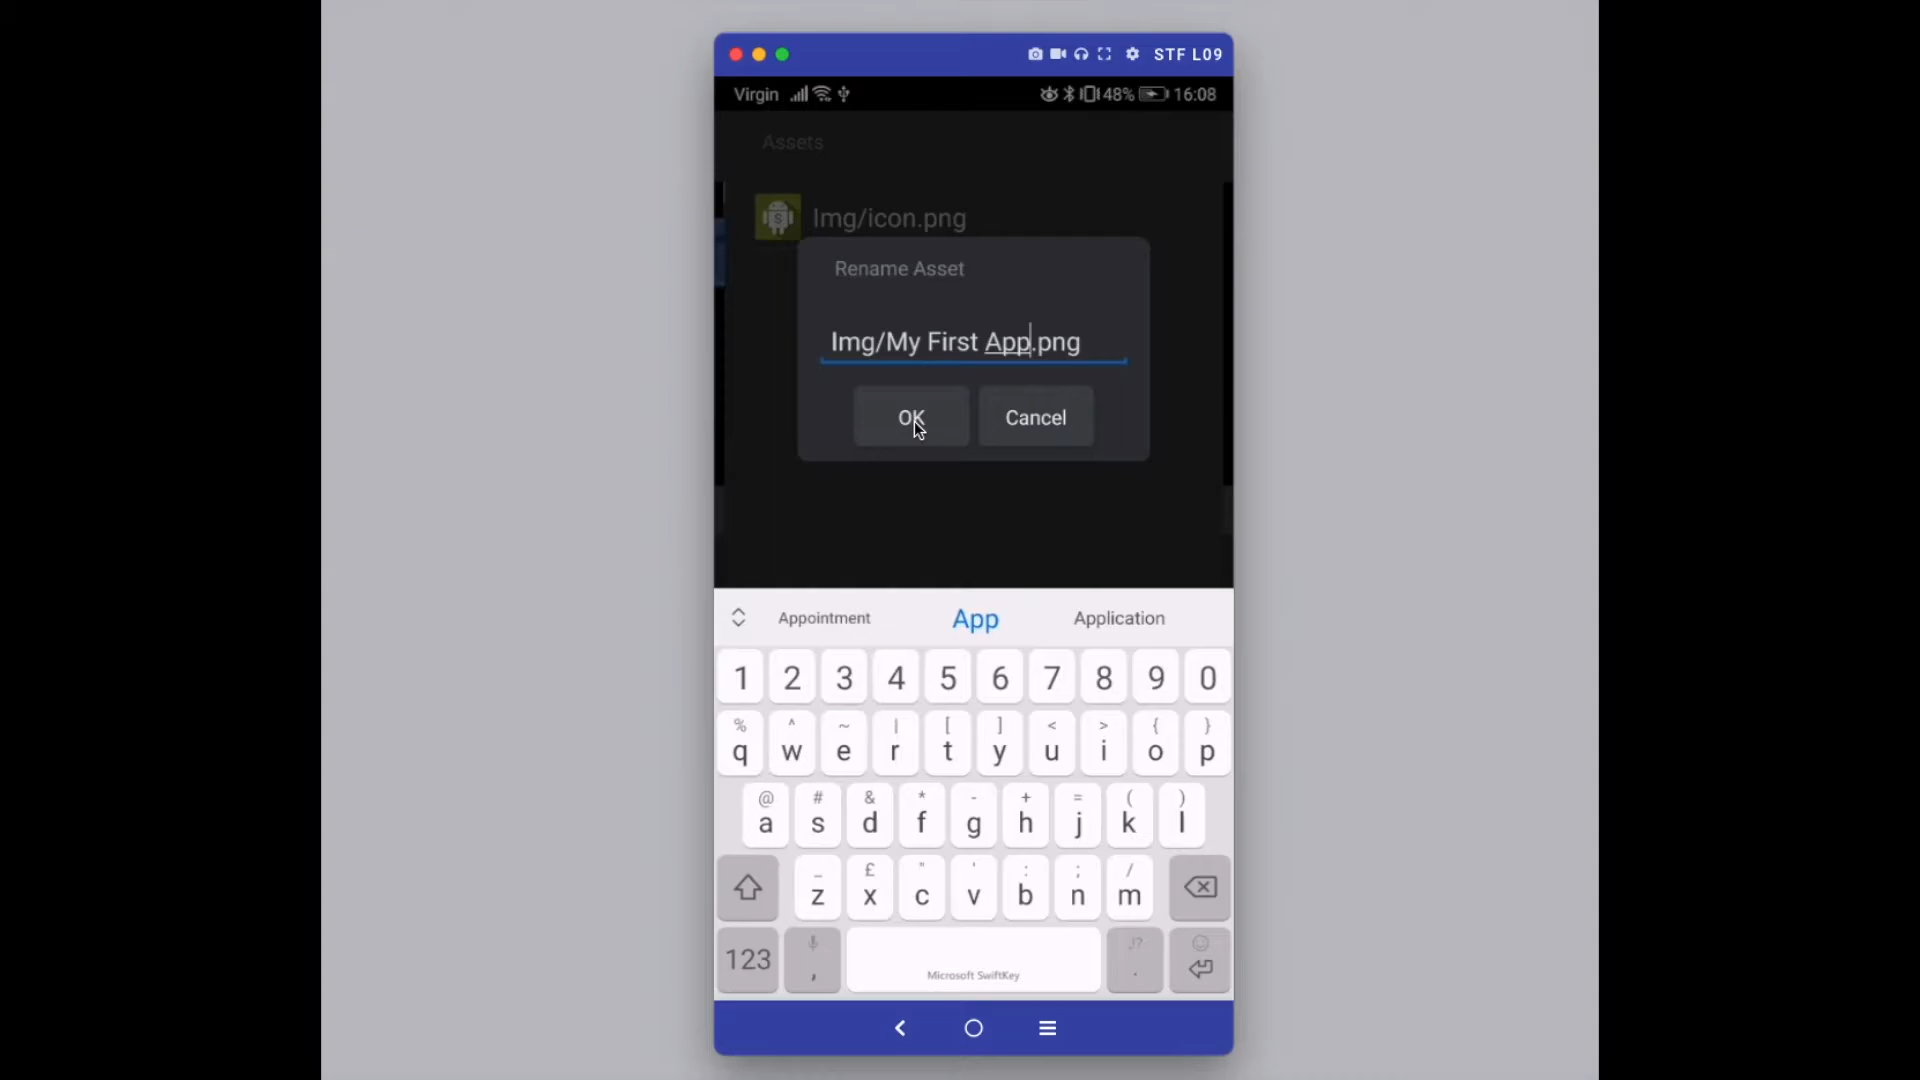 STF L09
Virgin 48% 16:08
Assets
S Img/icon.png
Rename Asset
Img/My First App.png
OK Cancel
Appointment App Application
1 2 3 4 5 6 7 8 9 0
% ^ ~ | [ ] < > { }
q w e r t y u i o p
@ # & * - + = ( )
a s d f g h j k l
_ £ " ' : ; /
z x c v b n m
123 , Microsoft SwiftKey .
,!?